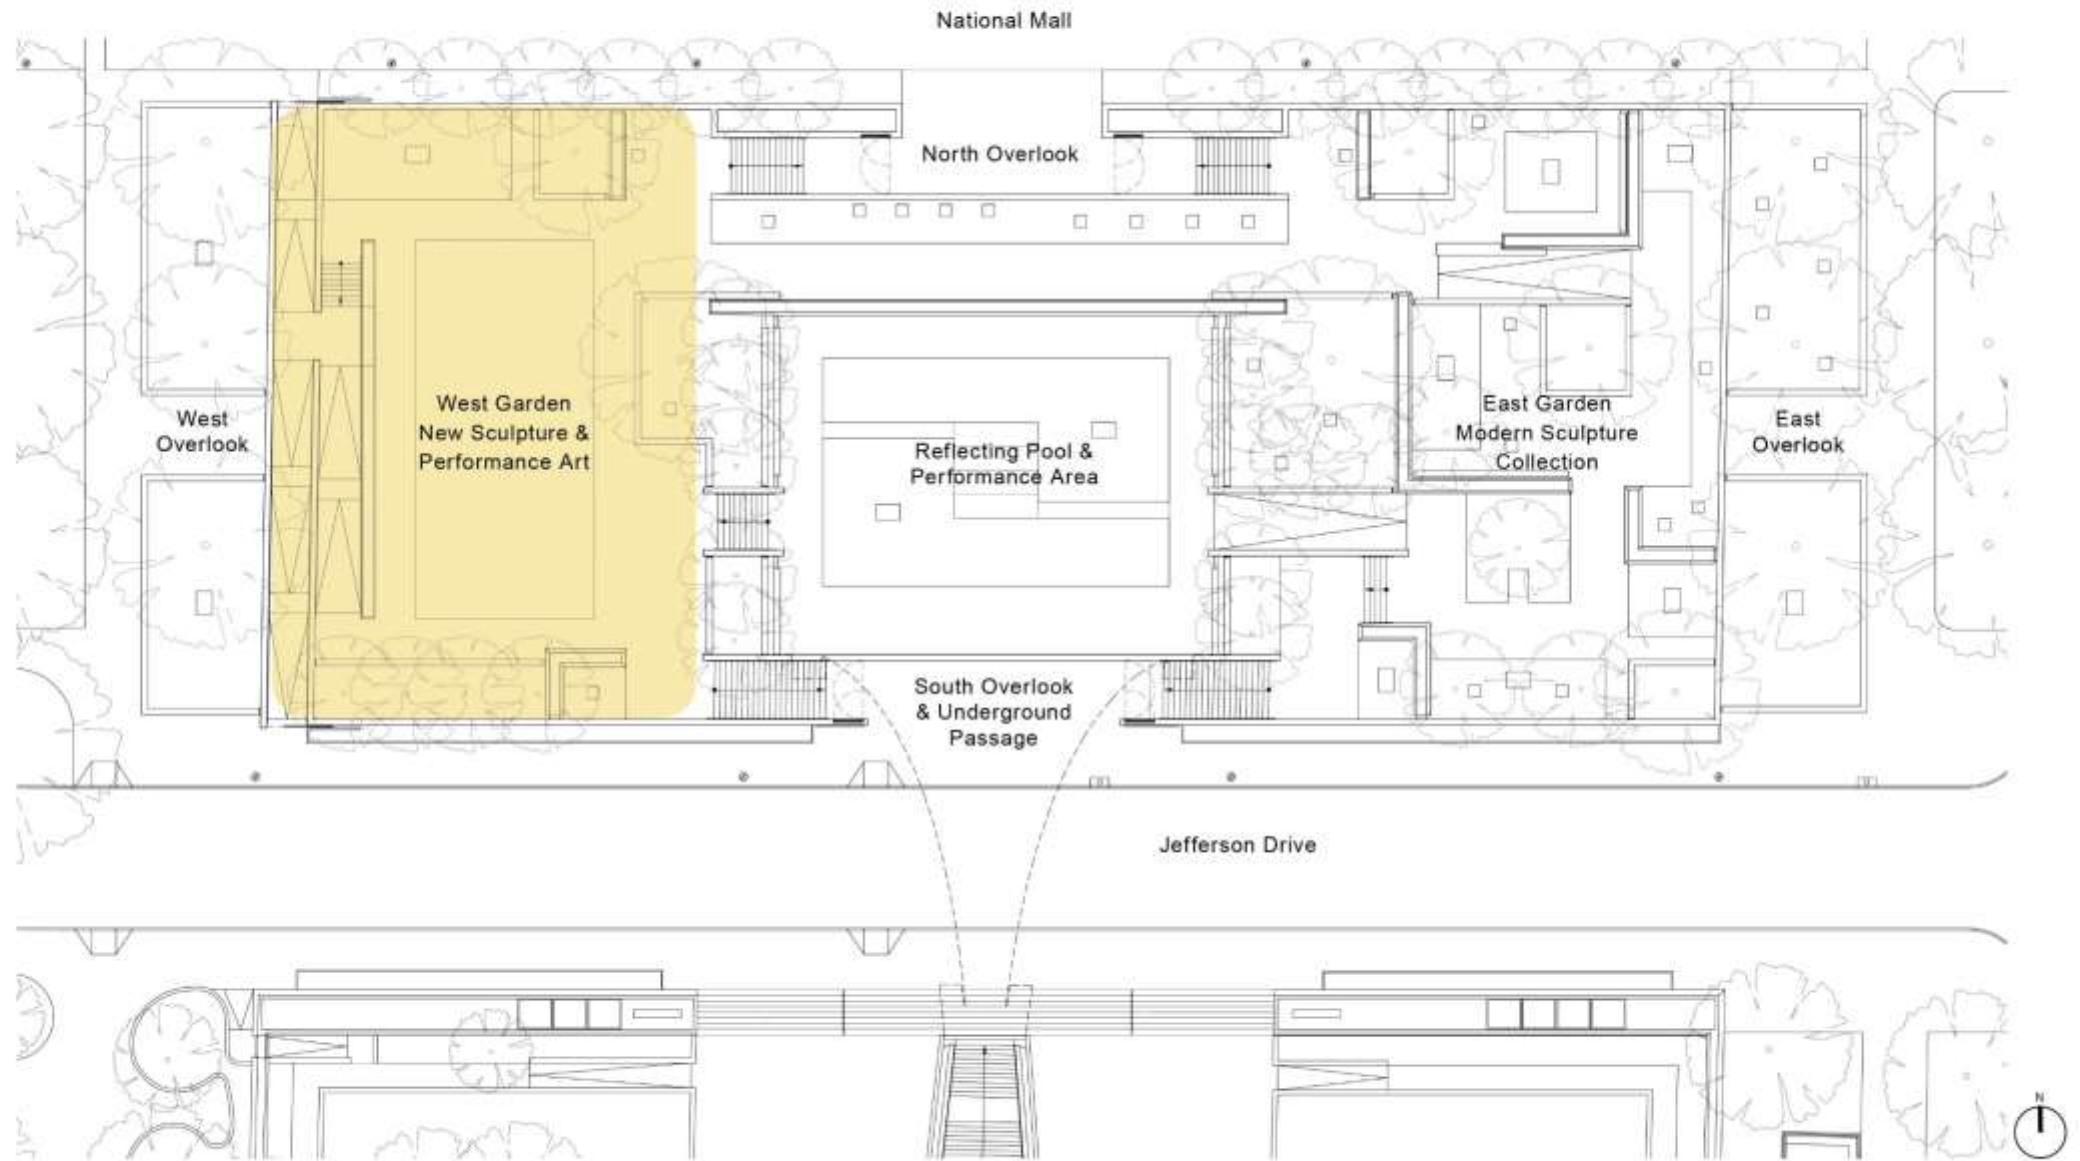 National Mall
North Overlook
West
Overlook
West Garden
New Sculpture &
Performance Art
Reflecting Pool &
Performance Area
East Garden
Modern Sculpture
Collection
East
Overlook
South Overlook
& Underground
Passage
Jefferson Drive
N